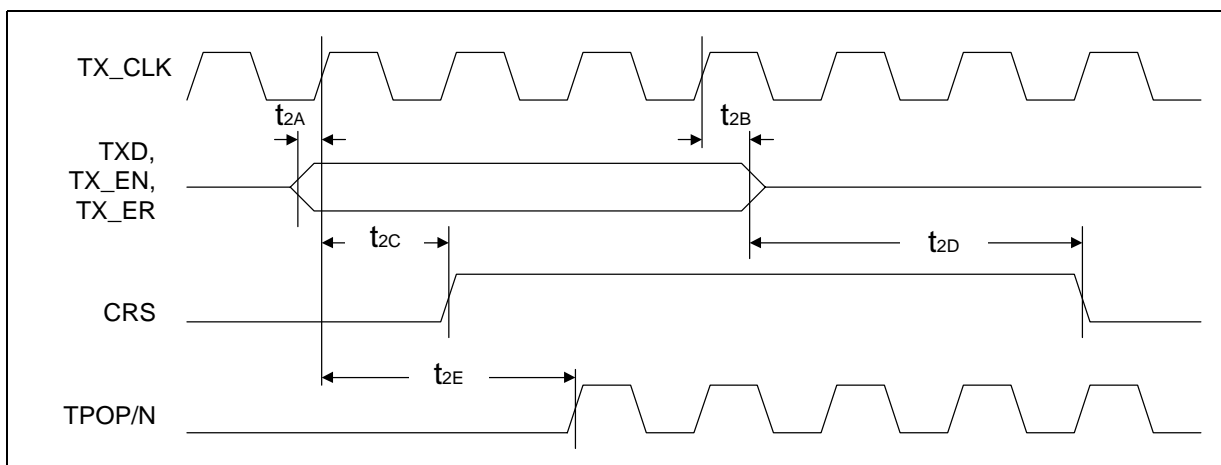 TX_CLK
t2A
t2B
TXD,
TX_EN,
TX_ER
t2C
t2D
CRS
t2E
TPOP/N